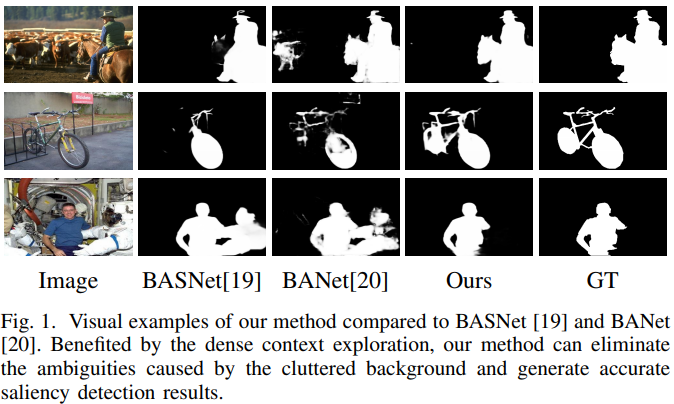 Image BASNet[19] BANet[20] Ours GT
Fig. 1. Visual examples of our method compared to BASNet [19] and BANet
[20]. Benefited by the dense context exploration, our method can eliminate
the ambiguities caused by the cluttered background and generate accurate
saliency detection results.